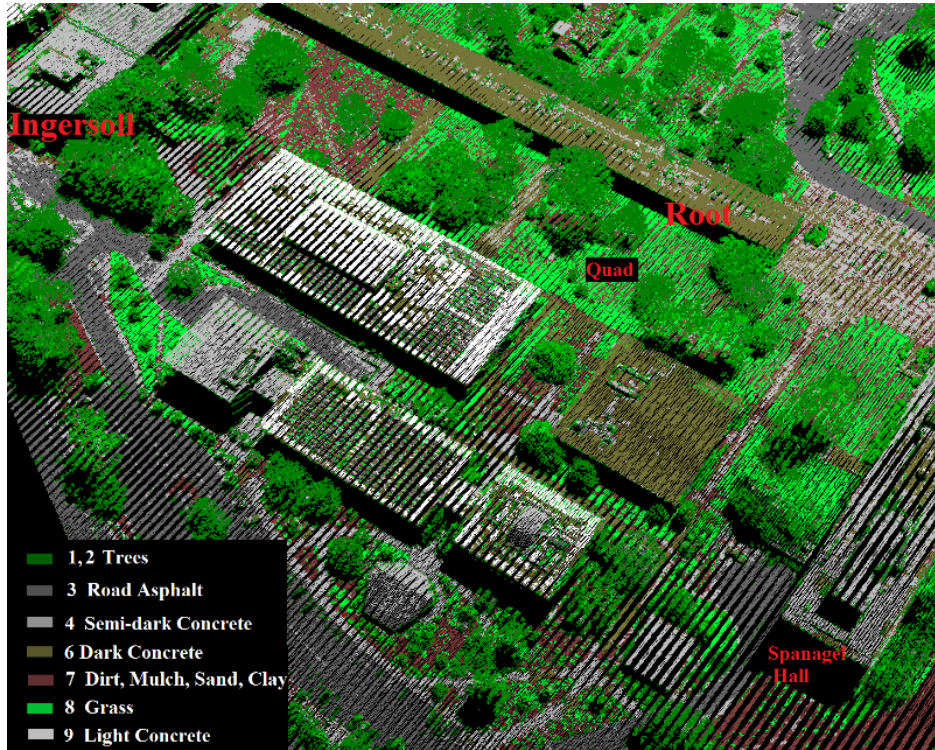 Ingersoll
Root
Quad
Spanagel
Hall
1,2 Trees
3 Road Asphalt
4 Semi-dark Concrete
6 Dark Concrete
7 Dirt, Mulch, Sand, Clay
8 Grass
9 Light Concrete